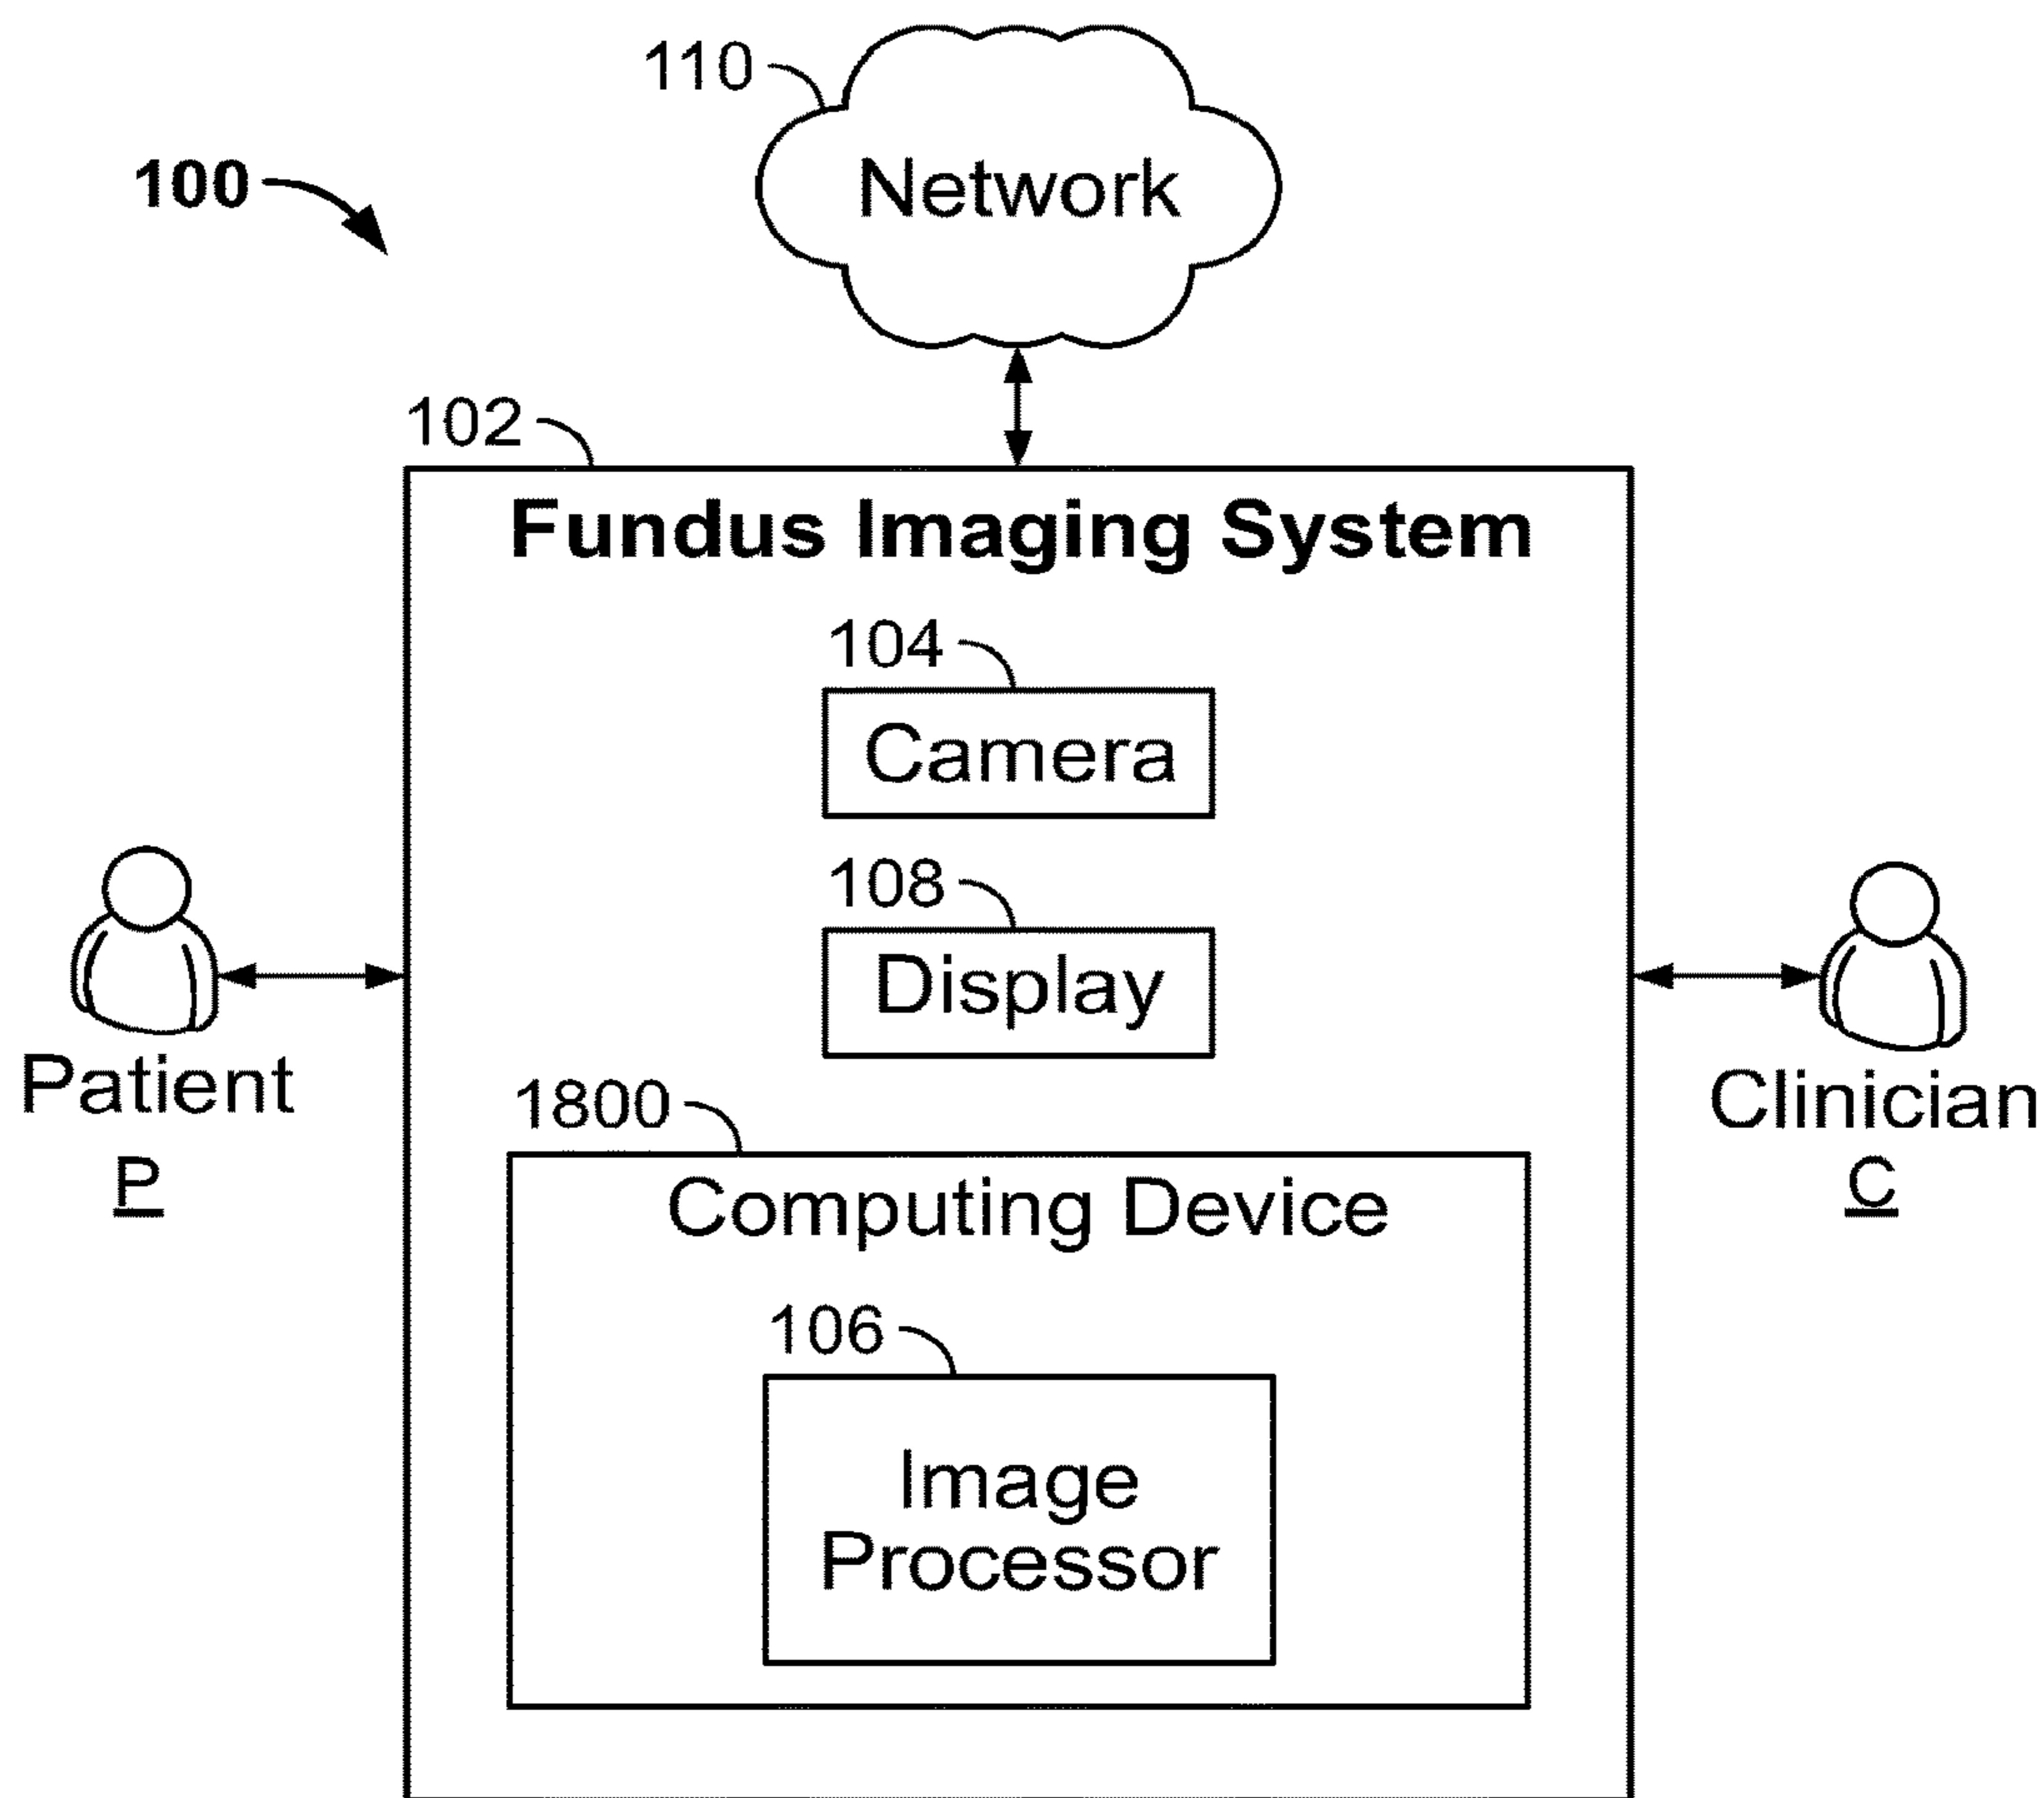 110
Network
100
102
Fundus Imaging System
104
Camera
108
Display
Patient
P
Clinician
C
1800
Computing Device
106
Image
Processor